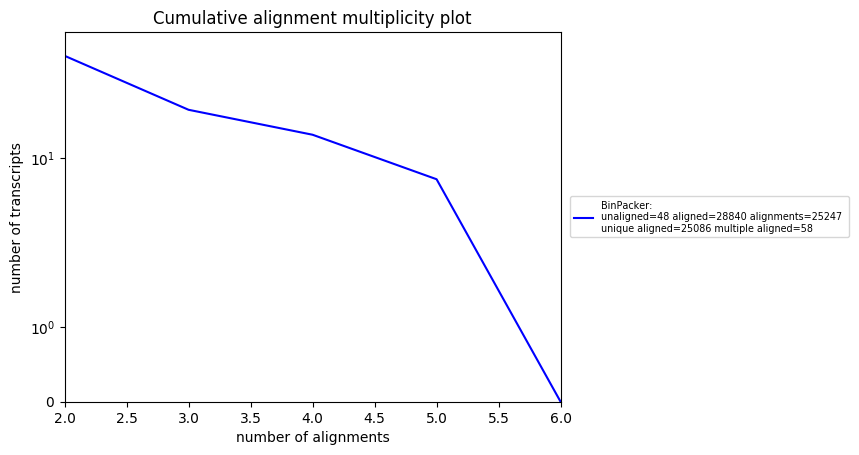 Cumulative alignment multiplicity plot
number of transcripts
10¹
10⁰
0
2.0 2.5 3.0 3.5 4.0 4.5 5.0 5.5 6.0
number of alignments
BinPacker:
unaligned=48 aligned=28840 alignments=25247
unique aligned=25086 multiple aligned=58